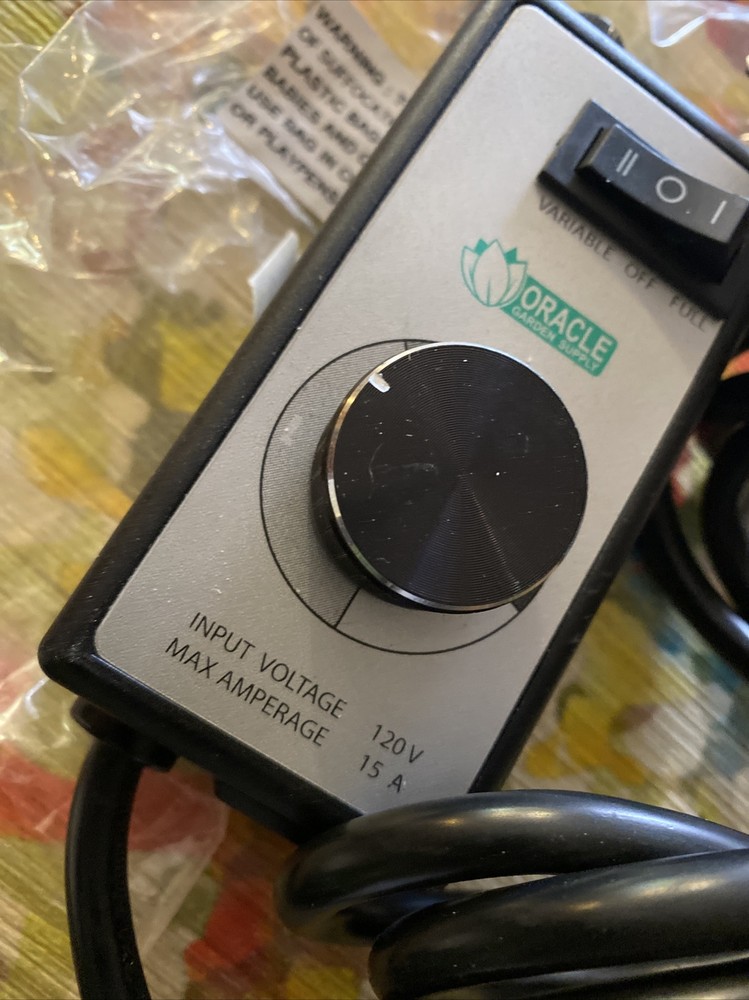 WARNING:
OF SUFFOCA
PLASTIC BAG
BABIES AND C
USE BAG IN C
OR PLAYPENS
II O I
VARIABLE OFF FULL
ORACLE
GARDEN SUPPLY
INPUT VOLTAGE 120V
MAX AMPERAGE 15 A